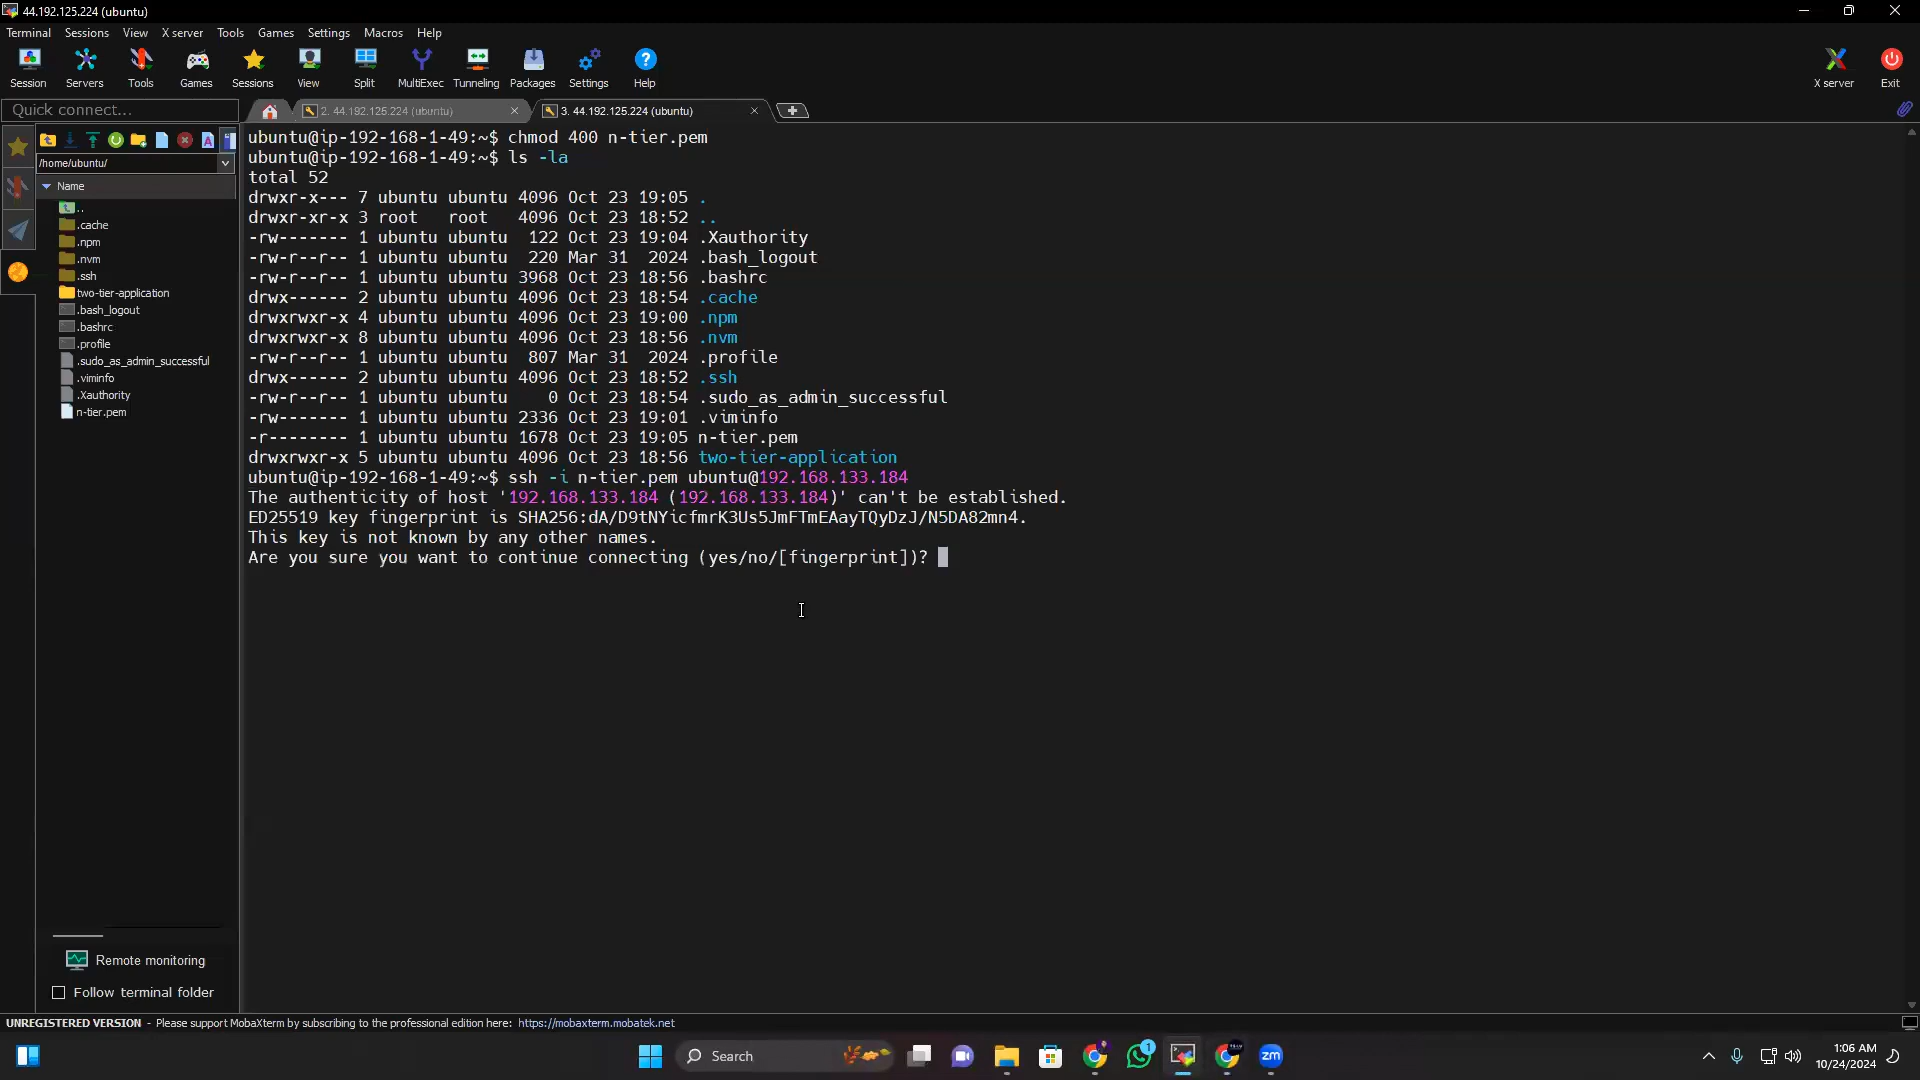 44.192.125.224 (ubuntu)
Terminal Sessions View X server Tools Games Settings Macros Help
Session Servers Tools Games Sessions View Split MultiExec Tunneling Packages Settings Help X server Exit
Quick connect...
2. 44.192.125.224 (ubuntu)
3. 44.192.125.224 (ubuntu)
/home/ubuntu/
Name
..
.cache
.npm
.nvm
.ssh
two-tier-application
.bash_logout
.bashrc
.profile
.sudo_as_admin_successful
.viminfo
.Xauthority
n-tier.pem
Remote monitoring
Follow terminal folder
ubuntu@ip-192-168-1-49:~$ chmod 400 n-tier.pem
ubuntu@ip-192-168-1-49:~$ ls -la
total 52
drwxr-x--- 7 ubuntu ubuntu 4096 Oct 23 19:05 .
drwxr-xr-x 3 root   root   4096 Oct 23 18:52 ..
-rw------- 1 ubuntu ubuntu  122 Oct 23 19:04 .Xauthority
-rw-r--r-- 1 ubuntu ubuntu  220 Mar 31  2024 .bash_logout
-rw-r--r-- 1 ubuntu ubuntu 3968 Oct 23 18:56 .bashrc
drwx------ 2 ubuntu ubuntu 4096 Oct 23 18:54 .cache
drwxrwxr-x 4 ubuntu ubuntu 4096 Oct 23 19:00 .npm
drwxrwxr-x 8 ubuntu ubuntu 4096 Oct 23 18:56 .nvm
-rw-r--r-- 1 ubuntu ubuntu  807 Mar 31  2024 .profile
drwx------ 2 ubuntu ubuntu 4096 Oct 23 18:52 .ssh
-rw-r--r-- 1 ubuntu ubuntu    0 Oct 23 18:54 .sudo_as_admin_successful
-rw------- 1 ubuntu ubuntu 2336 Oct 23 19:01 .viminfo
-r-------- 1 ubuntu ubuntu 1678 Oct 23 19:05 n-tier.pem
drwxrwxr-x 5 ubuntu ubuntu 4096 Oct 23 18:56 two-tier-application
ubuntu@ip-192-168-1-49:~$ ssh -i n-tier.pem ubuntu@192.168.133.184
The authenticity of host '192.168.133.184 (192.168.133.184)' can't be established.
ED25519 key fingerprint is SHA256:dA/D9tNYicfmrK3Us5JmFTmEAayTQyDzJ/N5DA82mn4.
This key is not known by any other names.
Are you sure you want to continue connecting (yes/no/[fingerprint])?
UNREGISTERED VERSION - Please support MobaXterm by subscribing to the professional edition here: https://mobaxterm.mobatek.net
Search
1
zm
1:06 AM
10/24/2024